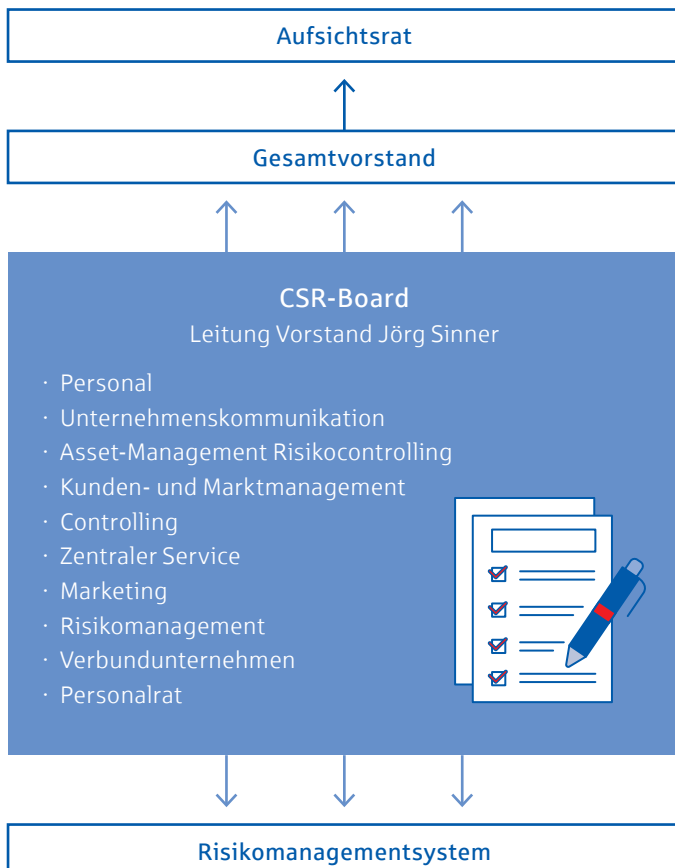 Aufsichtsrat
Gesamtvorstand
CSR-Board
Leitung Vorstand Jörg Sinner
· Personal
· Unternehmenskommunikation
· Asset-Management Risikocontrolling
· Kunden- und Marktmanagement
· Controlling
· Zentraler Service
· Marketing
· Risikomanagement
· Verbundunternehmen
· Personalrat
Risikomanagementsystem